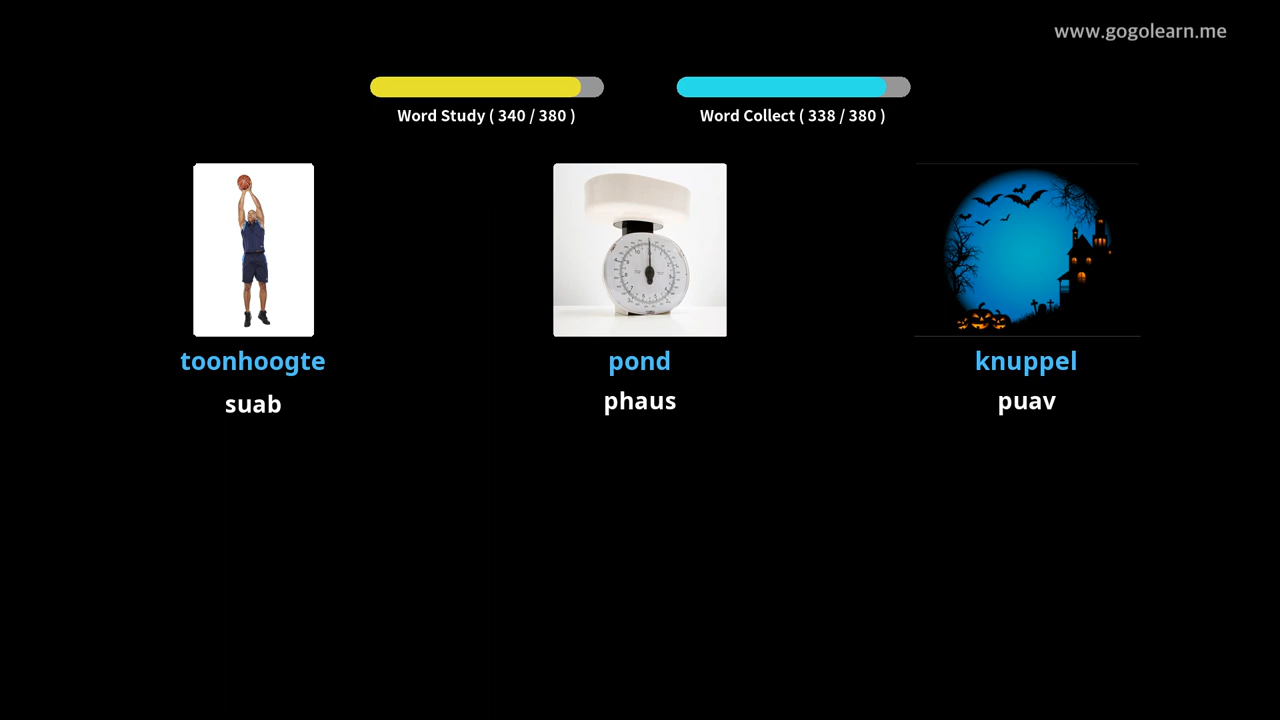 www.gogolearn.me
Word Study ( 340 / 380 )
Word Collect ( 338 / 380 )
toonhoogte
pond
knuppel
suab
phaus
puav